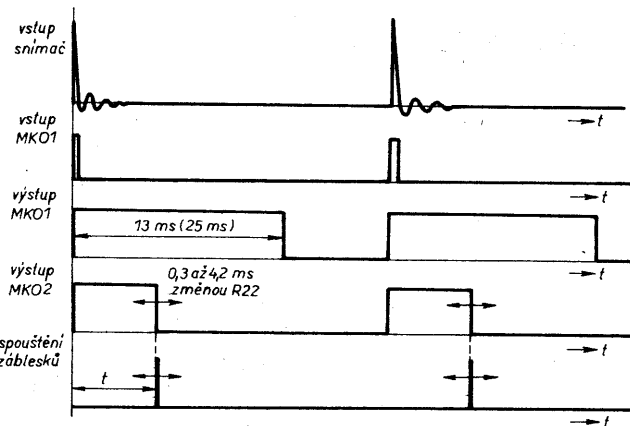 vstup
snímač
t
vstup
MKO1
t
výstup
MKO1
13 ms (25 ms)
t
výstup
MKO2
0,3 až 4,2 ms
změnou R22
t
spouštění
záblesků
t
t